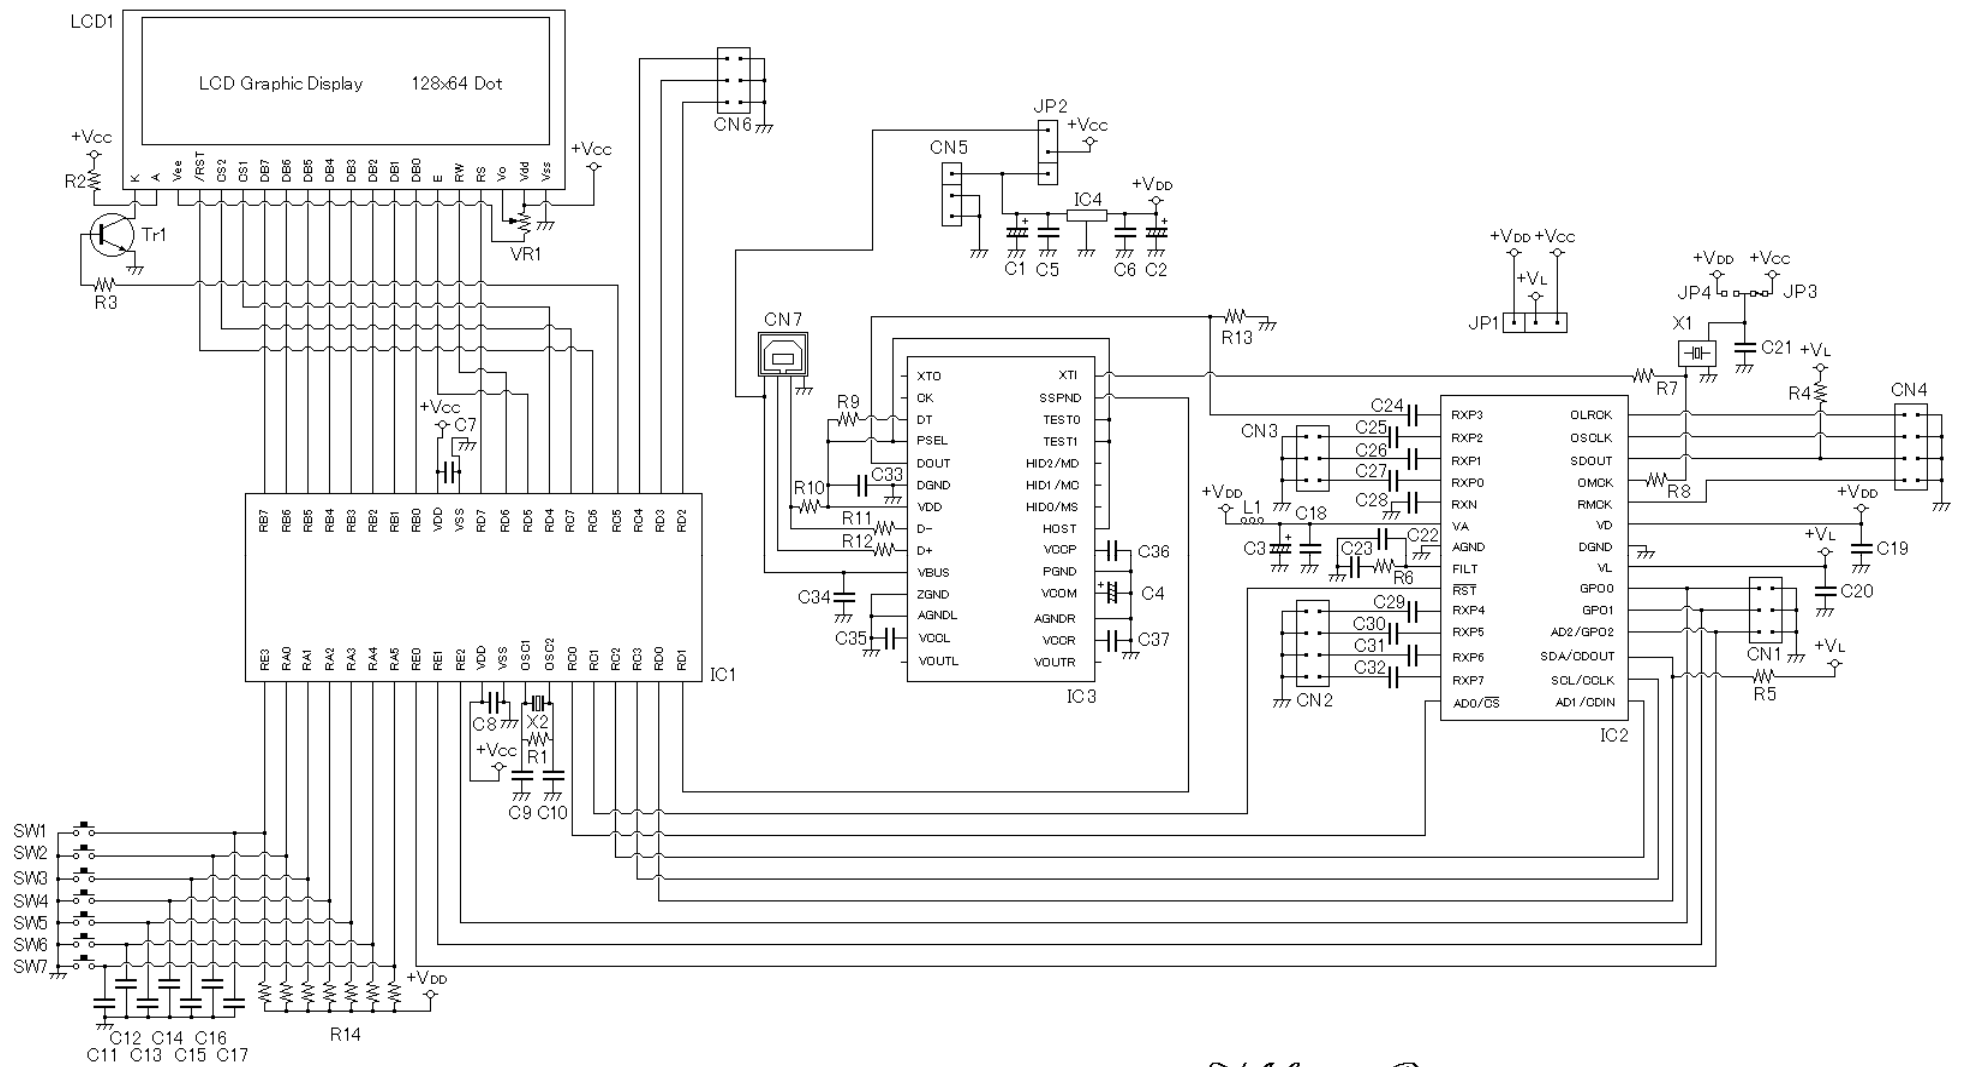 LCD1
LCD Graphic Display 128x64 Dot
K A Vee /RST CS2 CS1 DB7 DB6 DB5 DB4 DB3 DB2 DB1 DB0 E RW RS Vo Vdd Vss
+Vcc
R2
Tr1
R3
+Vcc
VR1
CN6
JP2
+Vcc
CN5
IC4
+VDD
C1 C5 C6 C2
CN7
R13
+VDD +Vcc
+VL
JP1
+VDD +Vcc
JP4 JP3
X1
C21
+VL
R7
R4
CN4
+Vcc
C7
RB7 RB6 RB5 RB4 RB3 RB2 RB1 RB0 VDD VSS RD7 RD6 RD5 RD4 RC7 RC6 RC5 RC4 RD3 RD2
RE3 RA0 RA1 RA2 RA3 RA4 RA5 RE0 RE1 RE2 VDD VSS OSC1 OSC2 RC0 RC1 RC2 RC3 RD0 RD1
IC1
C8
X2
R1
+Vcc
C9 C10
R9
R10
C33
R11
R12
C34
C35
XTO XTI
CK SSPND
DT TEST0
PSEL TEST1
DOUT HID2/MD
DGND HID1/MC
VDD HID0/MS
D- HOST
D+ VCCP
VBUS PGND
ZGND VCOM
AGNDL AGNDR
VCCL VCCR
VOUTL VOUTR
IC3
C36
C4
C37
CN3
C24
C25
C26
C27
C28
+VDD
L1
C18
C3
C22
C23
R6
C29
C30
C31
C32
CN2
RXP3 OLRCK
RXP2 OSCLK
RXP1 SDOUT
RXP0 OMCK
RXN RMCK
VA VD
AGND DGND
FILT VL
RST GPO0
RXP4 GPO1
RXP5 AD2/GPO2
RXP6 SDA/CDOUT
RXP7 SCL/CCLK
AD0/CS AD1/CDIN
IC2
R8
+VDD
C19
+VL
C20
CN1
+VL
R5
SW1
SW2
SW3
SW4
SW5
SW6
SW7
+VDD
R14
C12 C14 C16
C11 C13 C15 C17